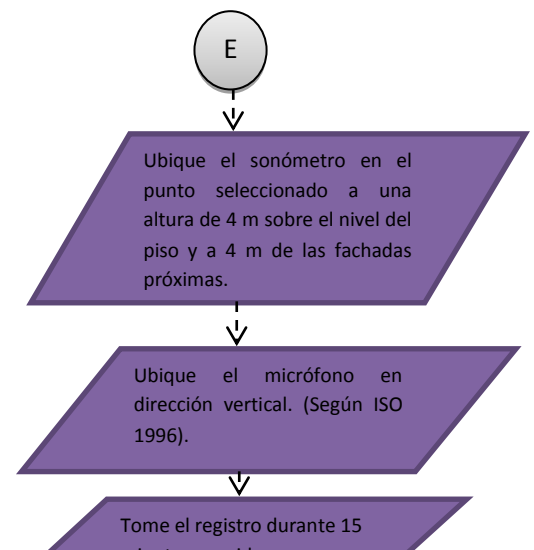 E
Ubique el sonómetro en el
punto seleccionado a una
altura de 4 m sobre el nivel del
piso y a 4 m de las fachadas
próximas.
Ubique el micrófono en
dirección vertical. (Según ISO
1996).
Tome el registro durante 15